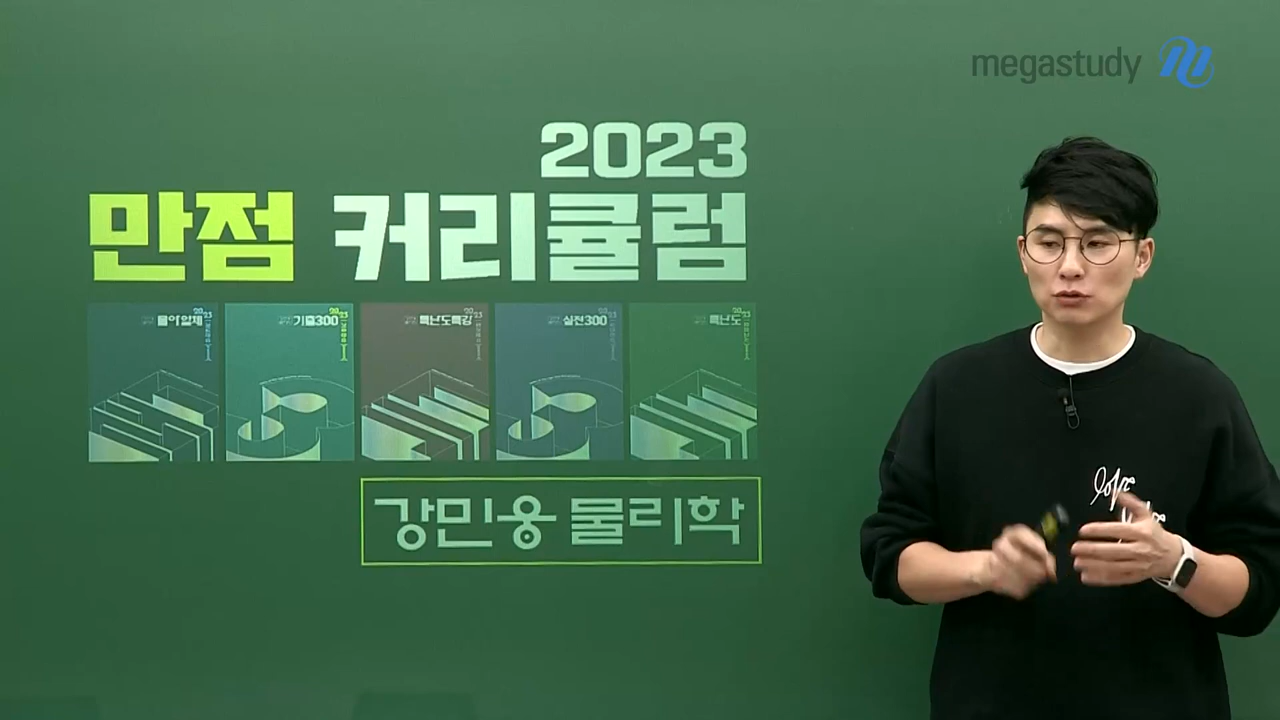 megastudy
2023
만점 커리큘럼
물아일체
기출300
특난도특강
실전300
특난도
강민웅 물리학